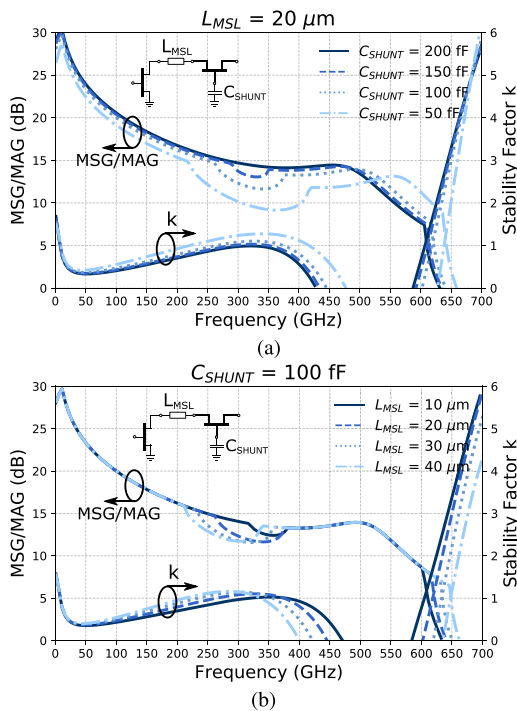 L_MSL = 20 μm
L_MSL
C_SHUNT
C_SHUNT = 200 fF
C_SHUNT = 150 fF
C_SHUNT = 100 fF
C_SHUNT = 50 fF
MSG/MAG
k
MSG/MAG (dB)
30
25
20
15
10
5
0
Stability Factor k
6
5
4
3
2
1
0
0 50 100 150 200 250 300 350 400 450 500 550 600 650 700
Frequency (GHz)
(a)
C_SHUNT = 100 fF
L_MSL
C_SHUNT
L_MSL = 10 μm
L_MSL = 20 μm
L_MSL = 30 μm
L_MSL = 40 μm
MSG/MAG
k
MSG/MAG (dB)
30
25
20
15
10
5
0
Stability Factor k
6
5
4
3
2
1
0
0 50 100 150 200 250 300 350 400 450 500 550 600 650 700
Frequency (GHz)
(b)